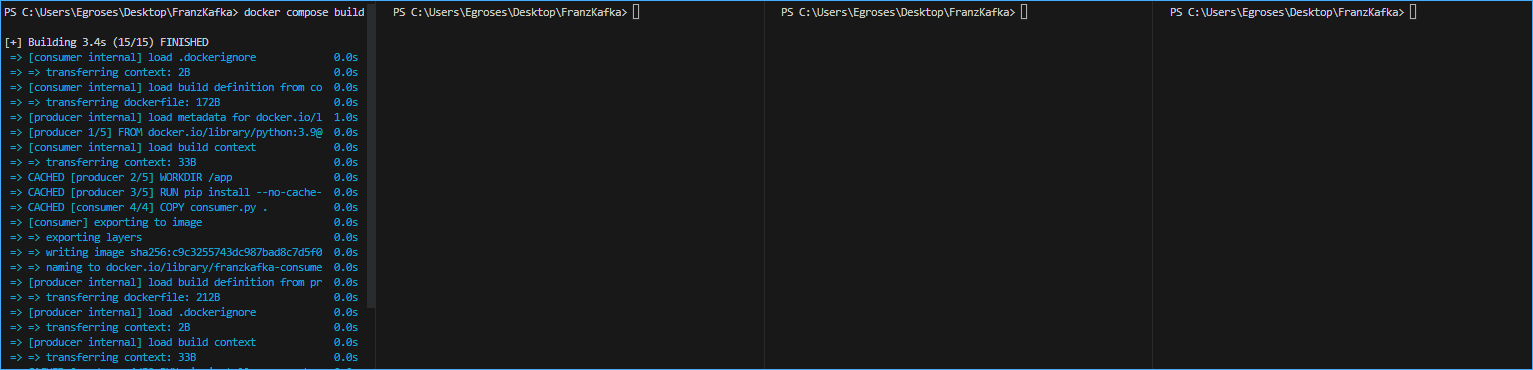 PS C:\Users\Egroses\Desktop\FranzKafka> docker compose build
[+] Building 3.4s (15/15) FINISHED
=> [consumer internal] load .dockerignore 0.0s
=> => transferring context: 2B 0.0s
=> [consumer internal] load build definition from co 0.0s
=> => transferring dockerfile: 172B 0.0s
=> [producer internal] load metadata for docker.io/l 1.0s
=> [producer 1/5] FROM docker.io/library/python:3.9@ 0.0s
=> [consumer internal] load build context 0.0s
=> => transferring context: 33B 0.0s
=> CACHED [producer 2/5] WORKDIR /app 0.0s
=> CACHED [producer 3/5] RUN pip install --no-cache- 0.0s
=> CACHED [consumer 4/4] COPY consumer.py . 0.0s
=> [consumer] exporting to image 0.0s
=> => exporting layers 0.0s
=> => writing image sha256:c9c3255743dc987bad8c7d5f0 0.0s
=> => naming to docker.io/library/franzkafka-consume 0.0s
=> [producer internal] load build definition from pr 0.0s
=> => transferring dockerfile: 212B 0.0s
=> [producer internal] load .dockerignore 0.0s
=> => transferring context: 2B 0.0s
=> [producer internal] load build context 0.0s
=> => transferring context: 33B 0.0s
PS C:\Users\Egroses\Desktop\FranzKafka>
PS C:\Users\Egroses\Desktop\FranzKafka>
PS C:\Users\Egroses\Desktop\FranzKafka>